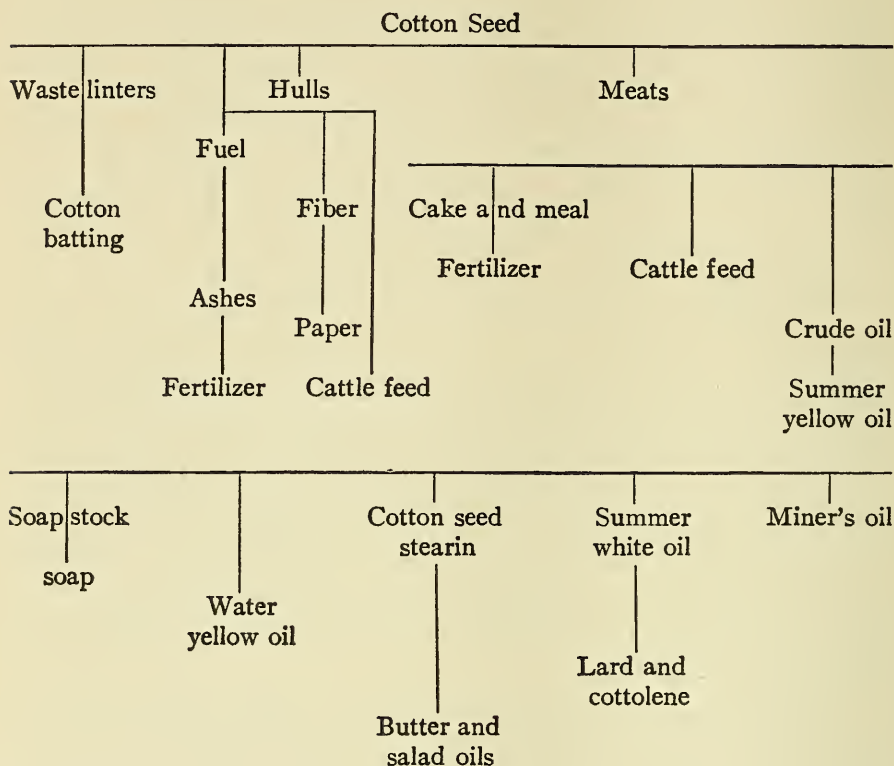 Cotton Seed
Waste linters
Hulls
Meats
Fuel
Cotton
batting
Fiber
Cake and meal
Fertilizer
Cattle feed
Ashes
Paper
Crude oil
Fertilizer
Cattle feed
Summer
yellow oil
Soap stock
Cotton seed
stearin
Summer
white oil
Miner's oil
soap
Water
yellow oil
Lard and
cottolene
Butter and
salad oils